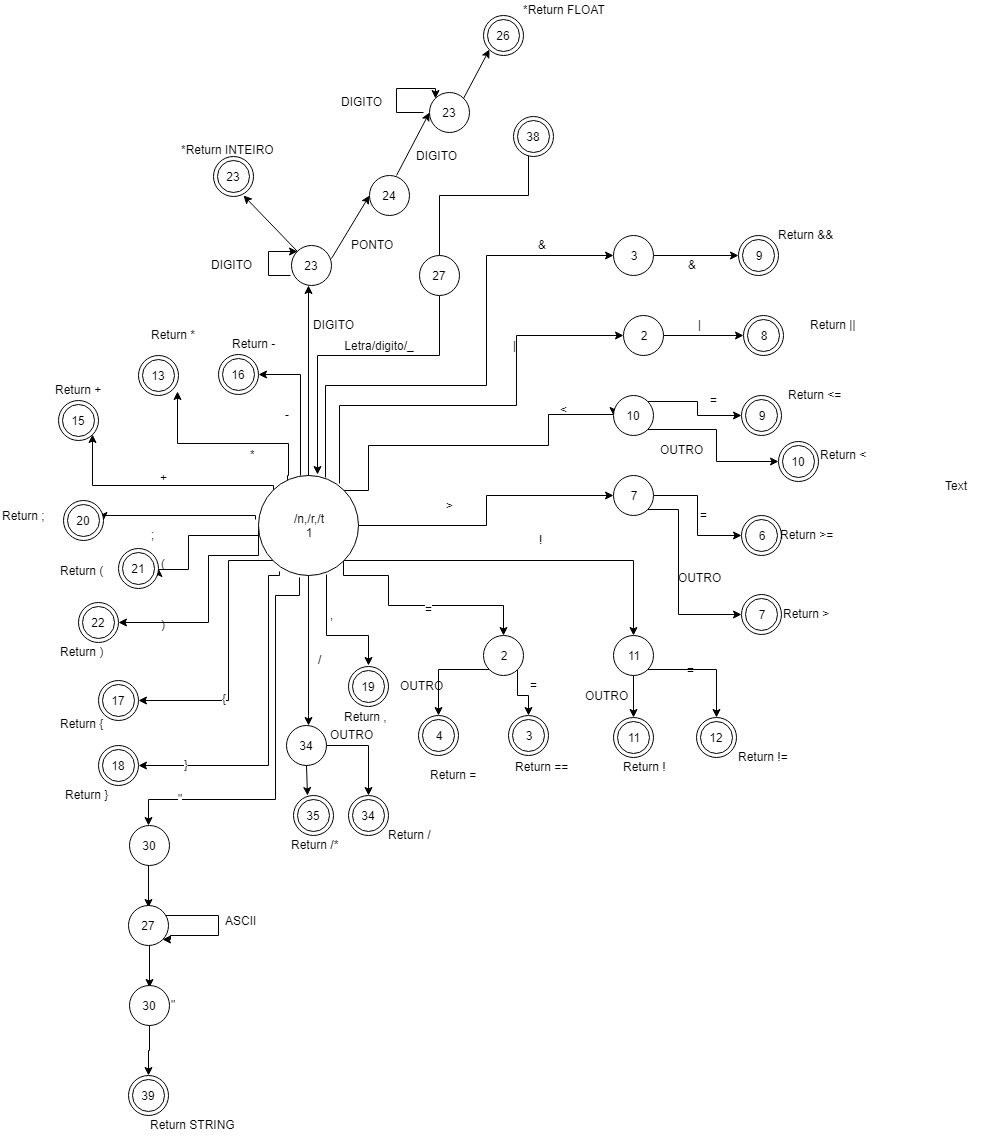 *Return FLOAT
26
DIGITO
23
38
*Return INTEIRO
DIGITO
23
24
Return &&
PONTO
&
3
9
&
DIGITO
23
27
DIGITO
Return *
Return -
Letra/digito/_
|
2
|
8
Return ||
13
16
Return +
15
-
<
10
=
9
Return <=
*
OUTRO
10
Return <
+
Text
Return ;
20
/n,/r,/t
1
>
7
=
6
Return >=
;
!
Return (
21
(
OUTRO
22
)
=
7
Return >
,
Return )
/
2
11
OUTRO
=
=
OUTRO
17
{
19
Return {
Return ,
4
3
11
12
34
OUTRO
Return =
Return ==
Return !
Return !=
18
}
Return }
"
35
34
Return /
Return /*
30
27
ASCII
30
"
39
Return STRING